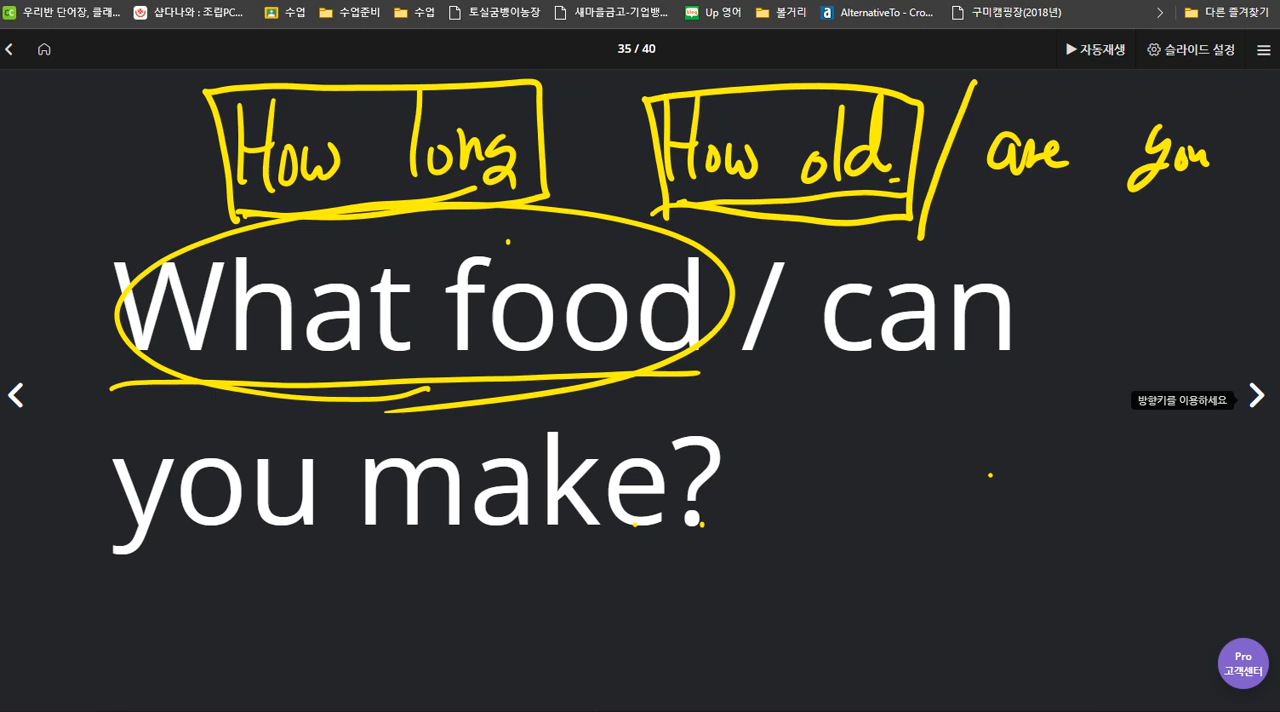 우리반 단어장, 클래... 샵다나와 : 조립PC... 수업 수업준비 수업 토실굼벵이농장 새마을금고-기업뱅... Up 영어 볼거리 AlternativeTo - Cro... 구미캠핑장(2018년) 다른 즐겨찾기
35 / 40 자동재생 슬라이드 설정
How long How old / are you
What food / can
방향키를 이용하세요
you make?
Pro
고객센터